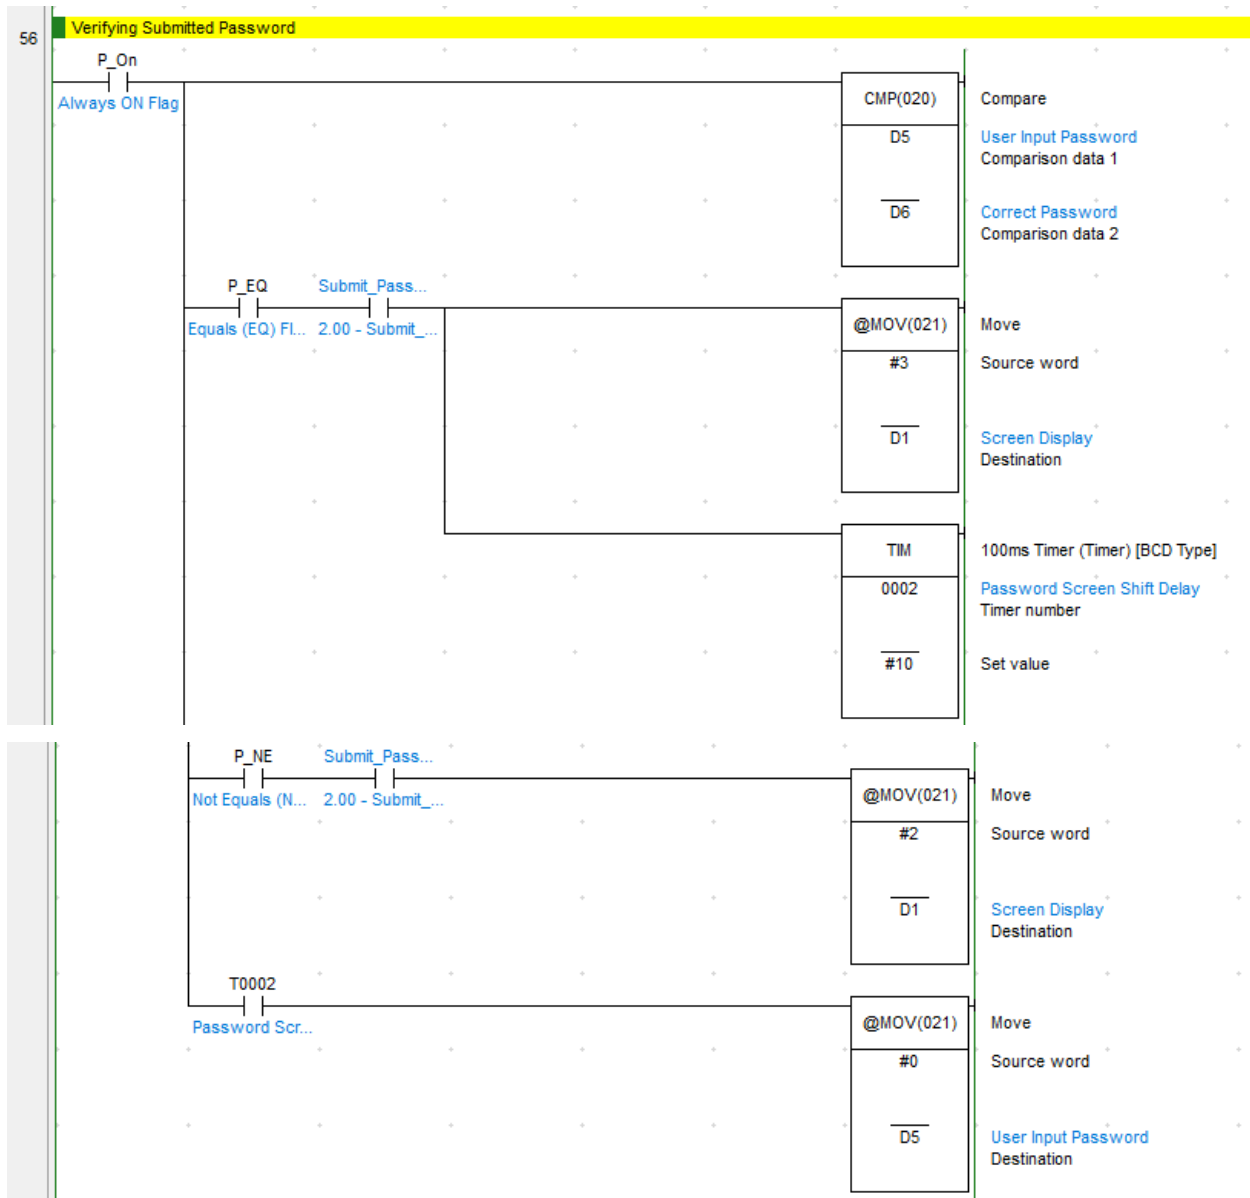 Verifying Submitted Password
56
P_On
Always ON Flag
CMP(020)
Compare
D5
User Input Password
Comparison data 1
D6
Correct Password
Comparison data 2
P_EQ
Submit_Pass...
Equals (EQ) Fl...
2.00 - Submit_...
@MOV(021)
Move
#3
Source word
D1
Screen Display
Destination
TIM
100ms Timer (Timer) [BCD Type]
0002
Password Screen Shift Delay
Timer number
#10
Set value
P_NE
Submit_Pass...
Not Equals (N...
2.00 - Submit_...
@MOV(021)
Move
#2
Source word
D1
Screen Display
Destination
T0002
Password Scr...
@MOV(021)
Move
#0
Source word
D5
User Input Password
Destination